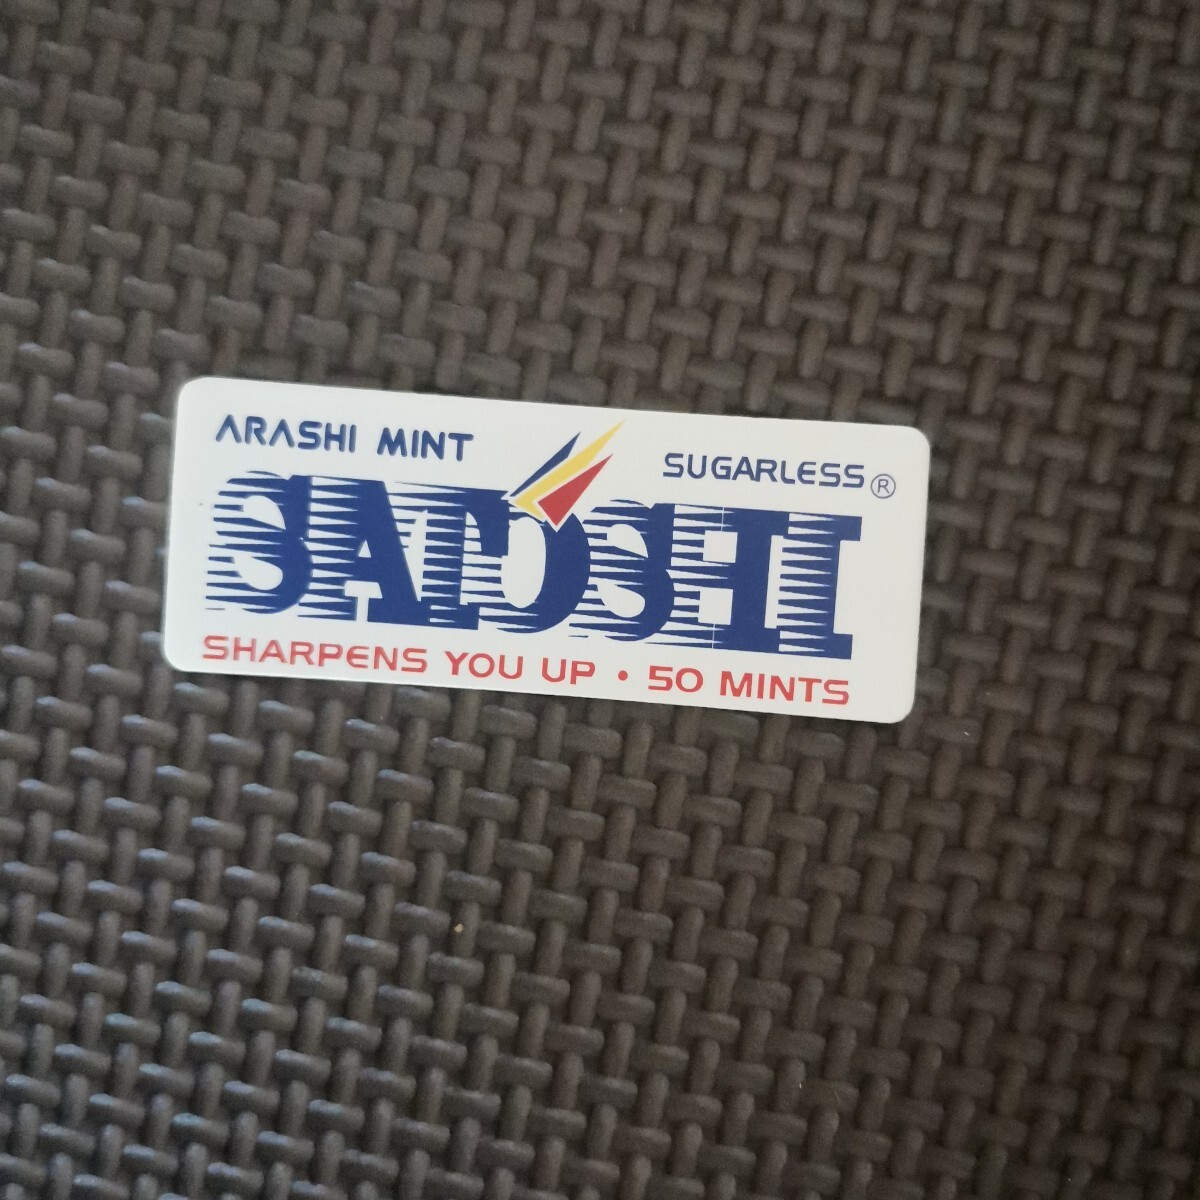 ARASHI MINT
SUGARLESS®
SATOSHI
SHARPENS YOU UP • 50 MINTS